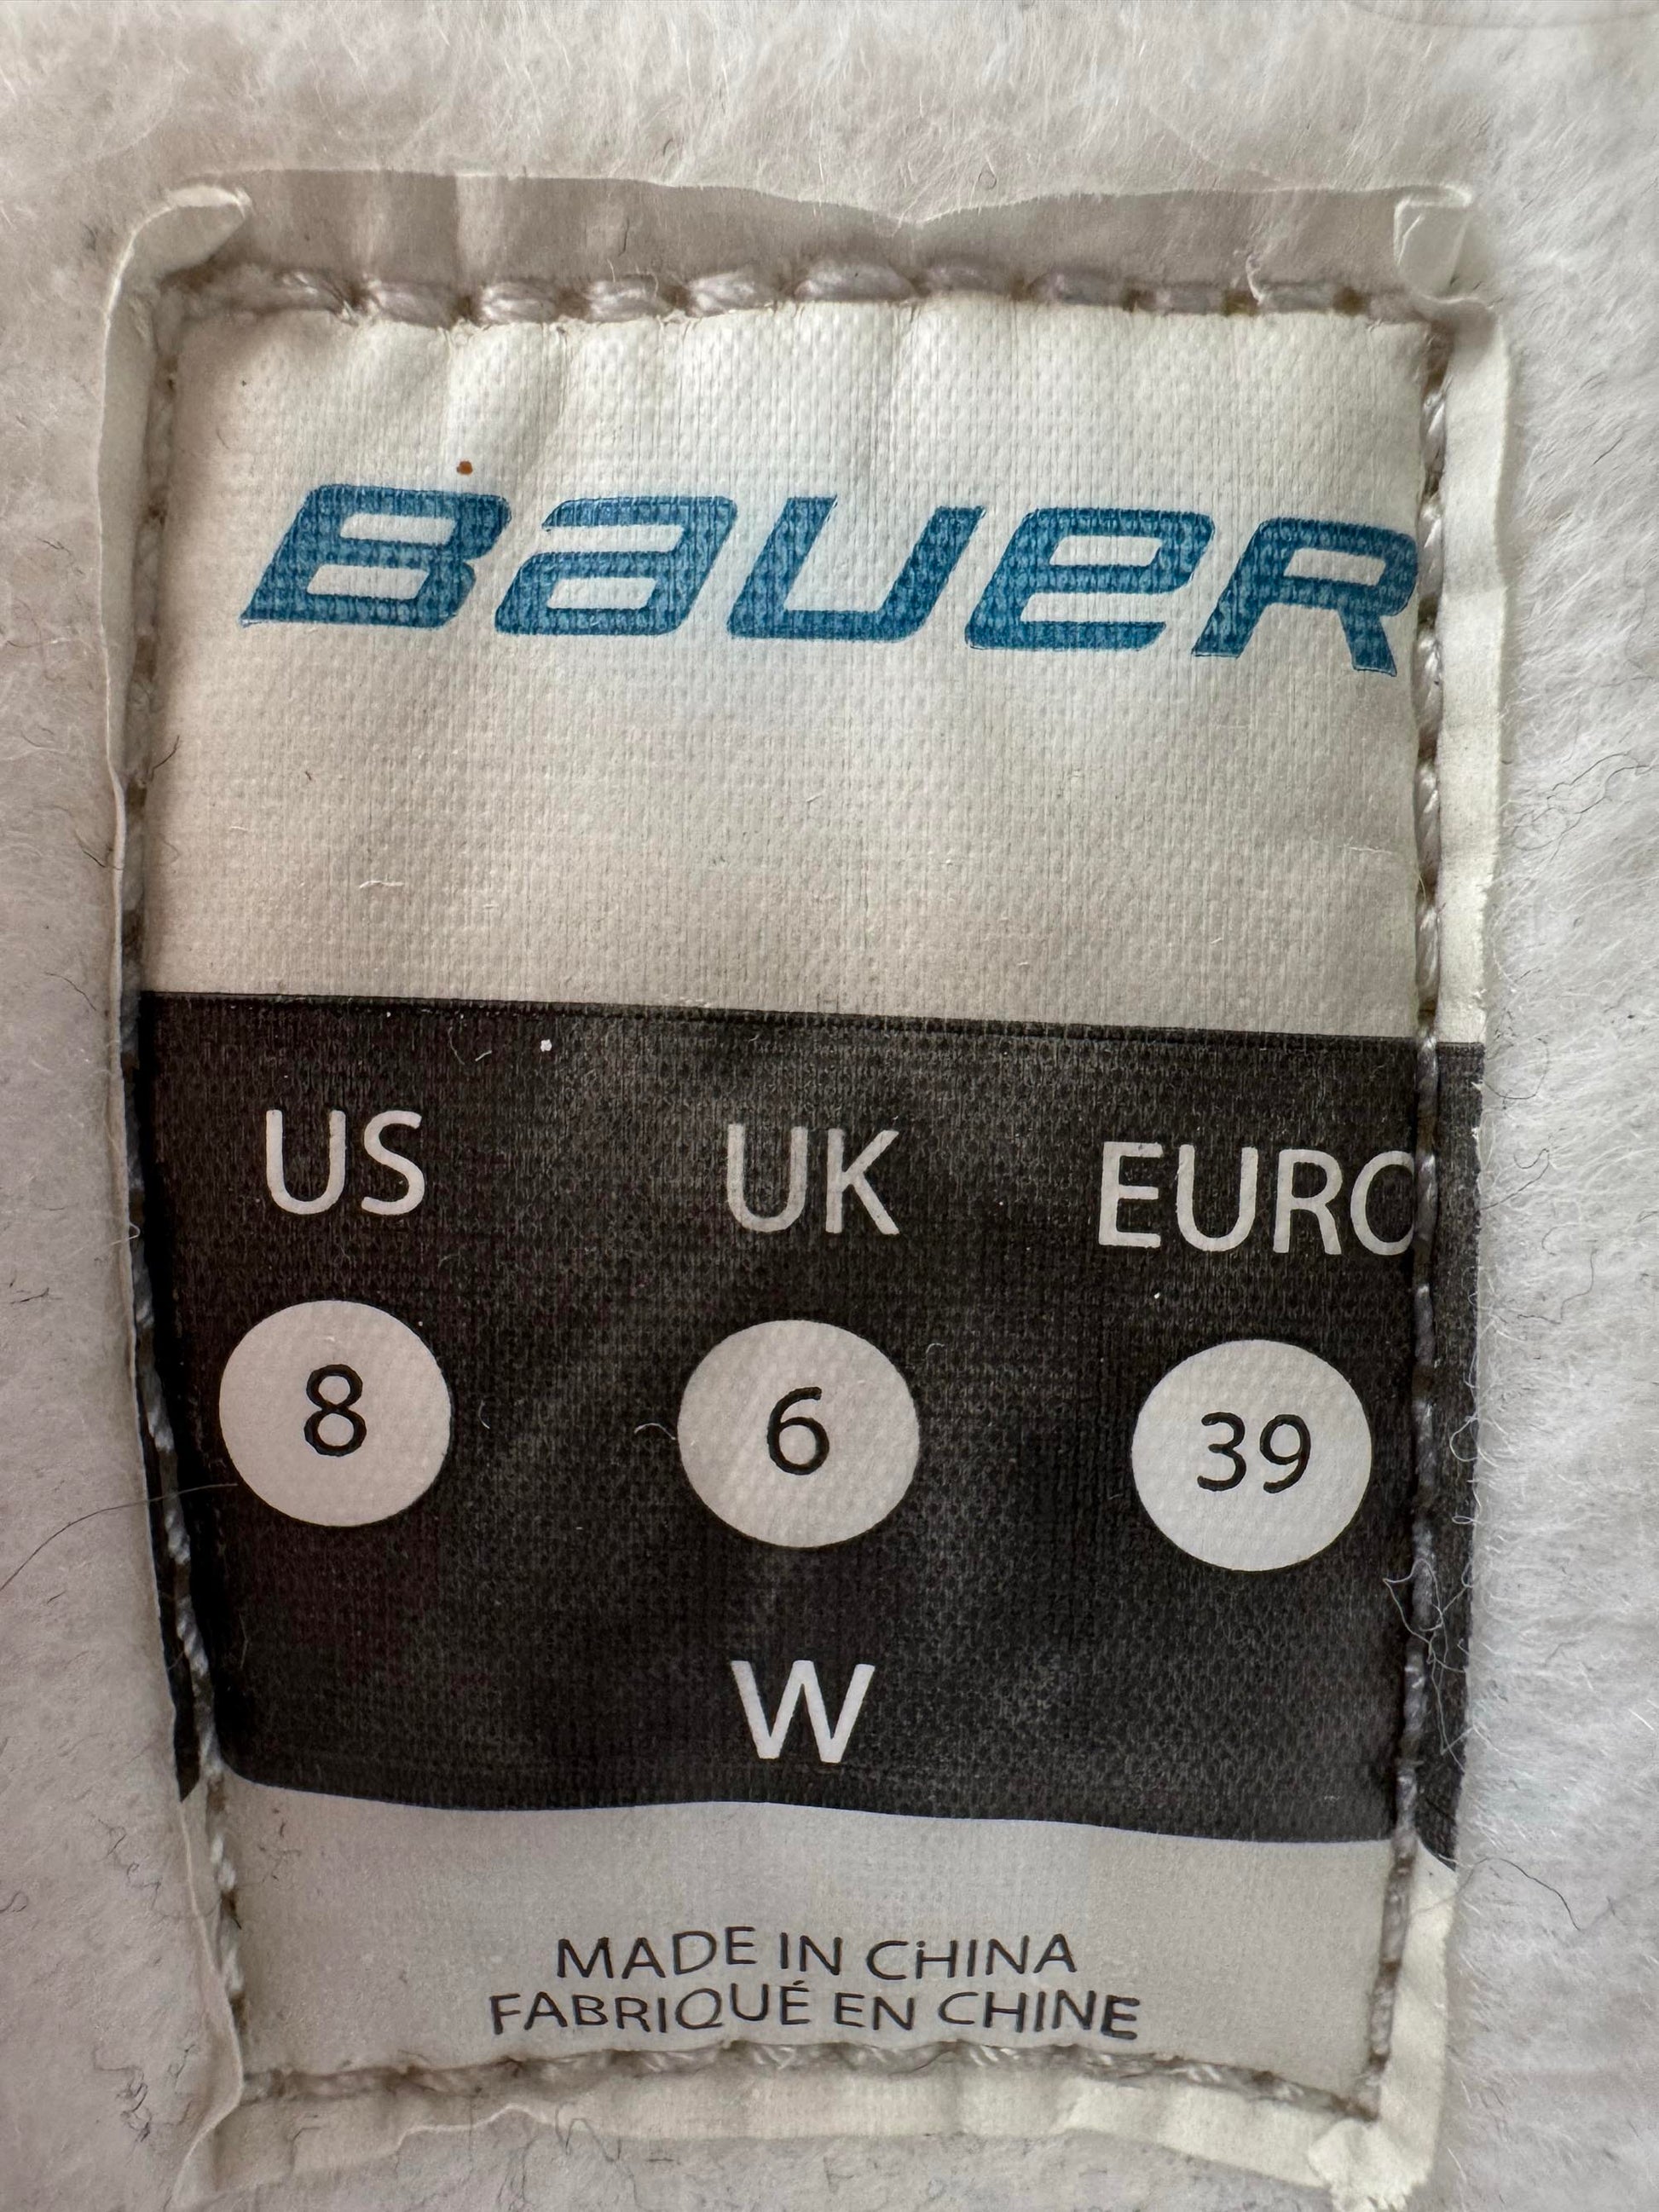 BAUER
US UK EURO
8 6 39
W
MADE IN CHINA
FABRIQUÉ EN CHINE